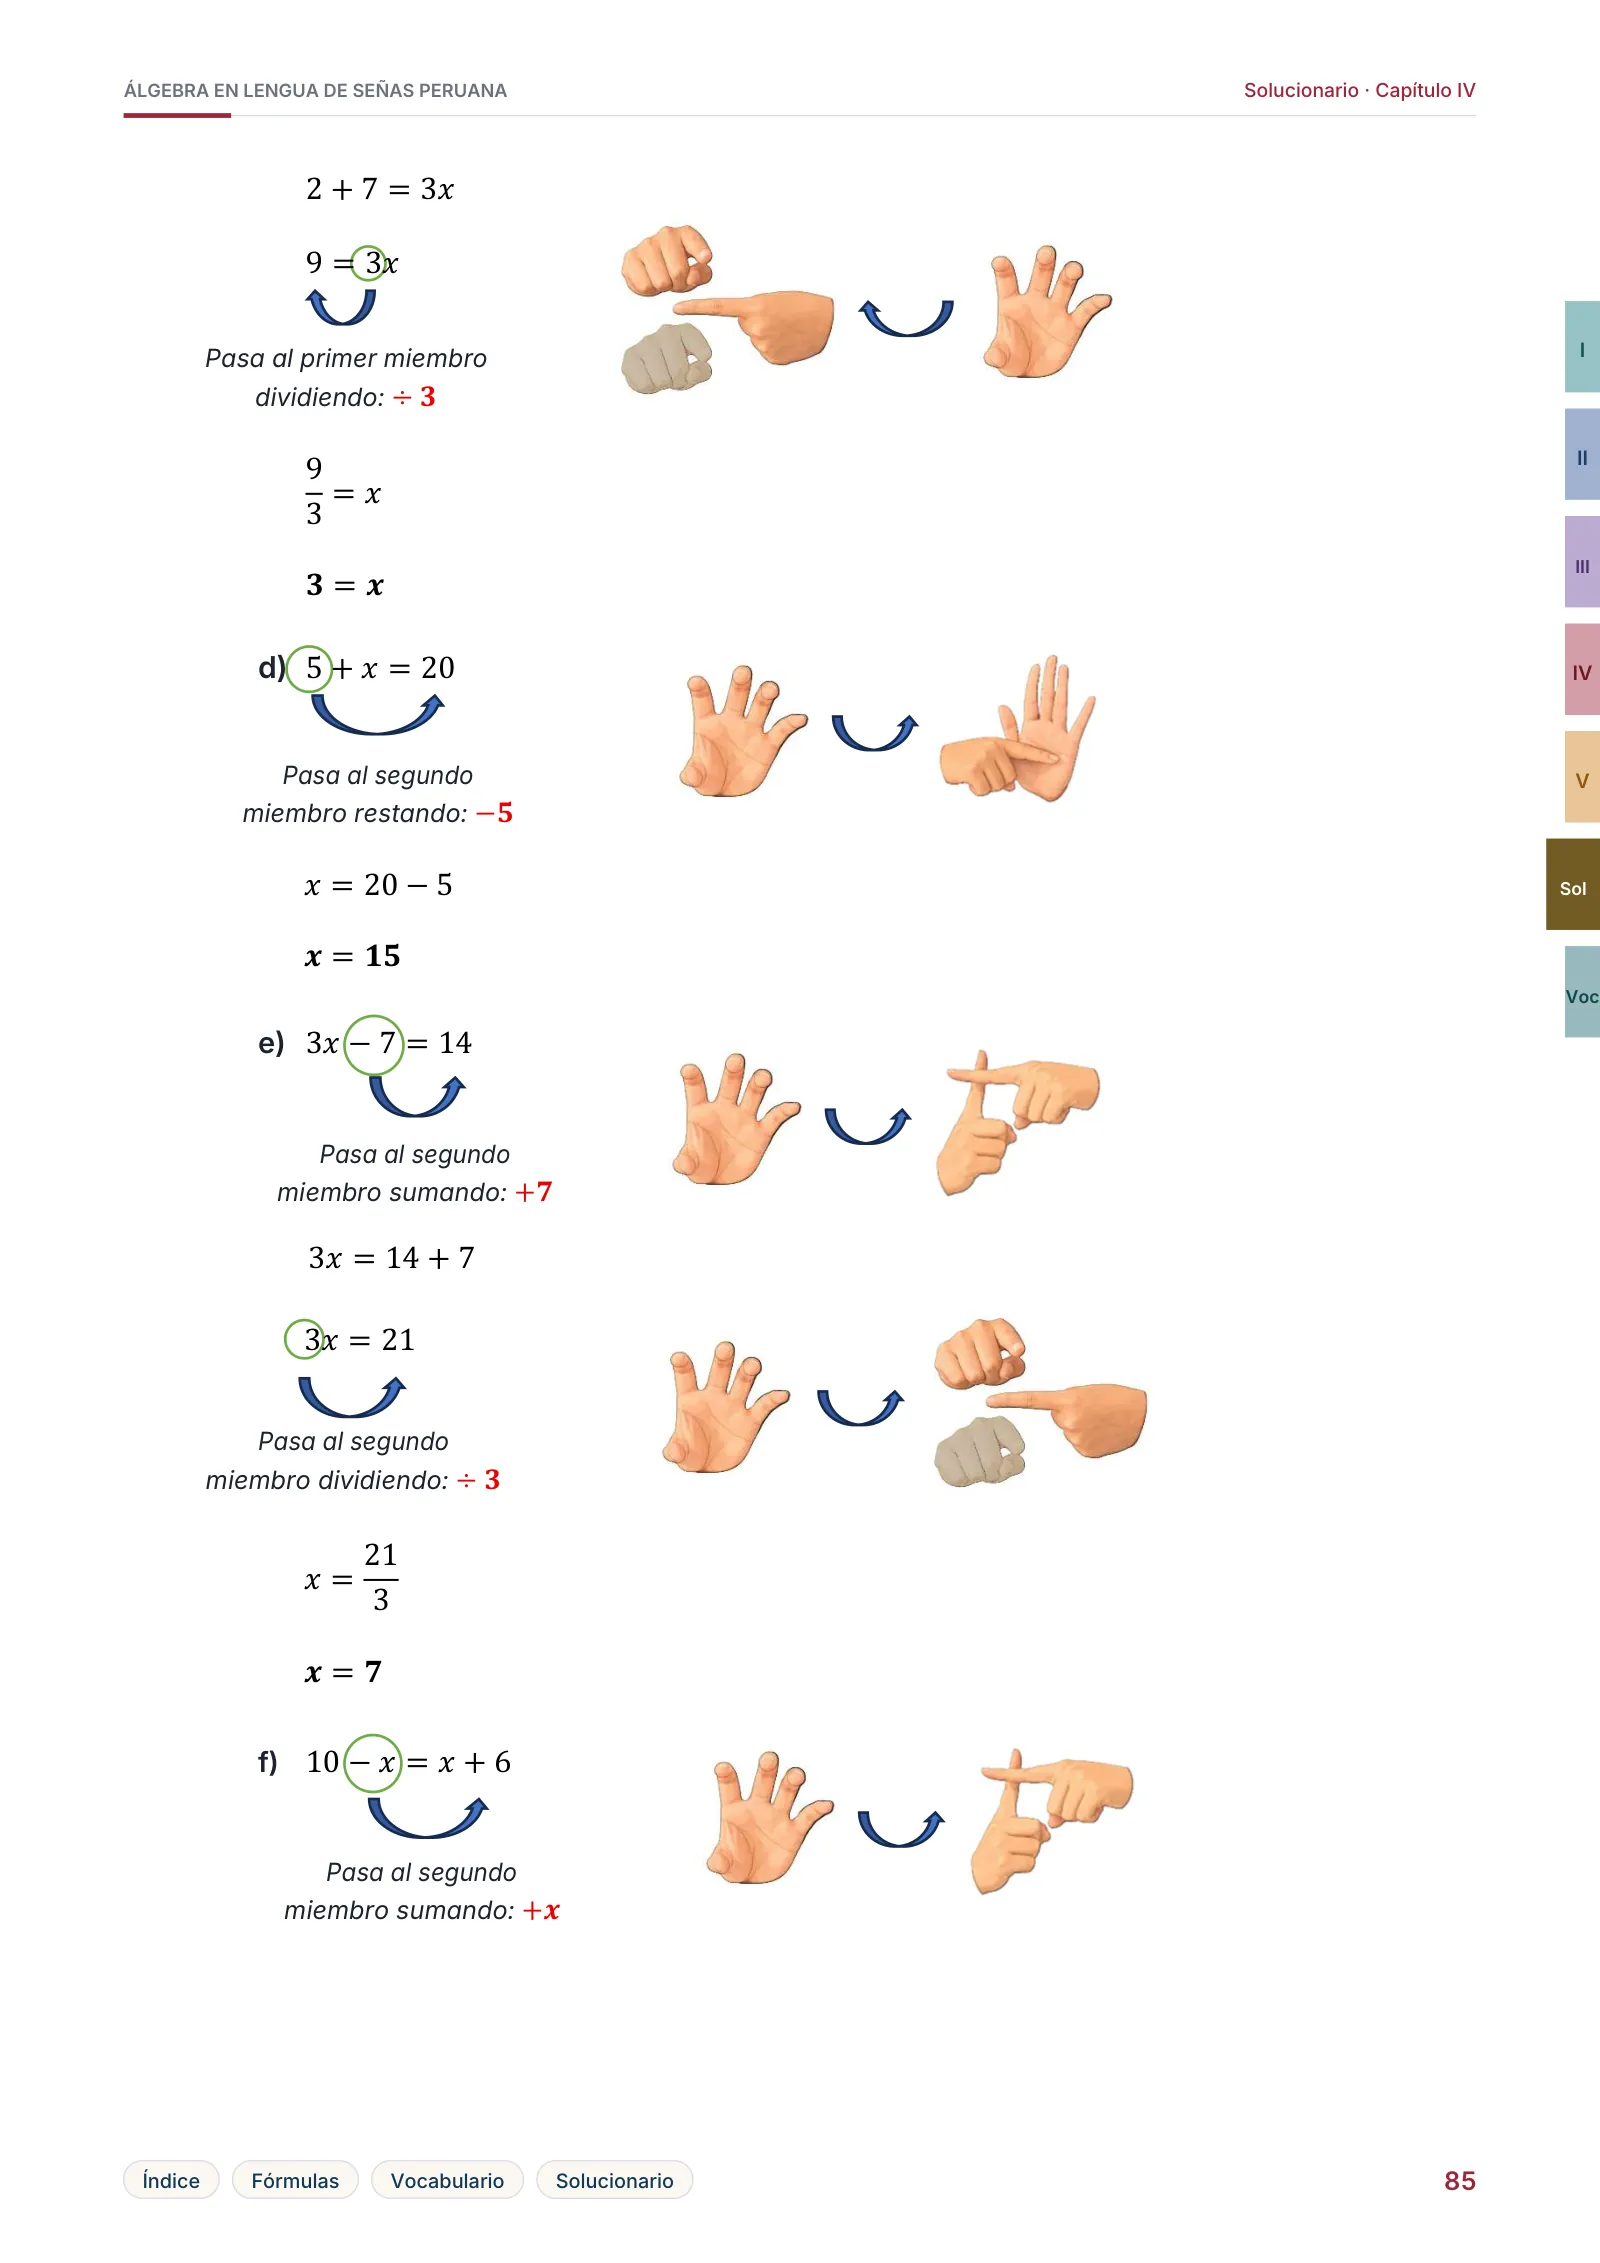 ÁLGEBRA EN LENGUA DE SEÑAS PERUANA
Solucionario · Capítulo IV
2 + 7 = 3x
9 = 3x
Pasa al primer miembro
dividiendo: ÷ 3
9/3 = x
3 = x
d) 5 + x = 20
Pasa al segundo
miembro restando: −5
x = 20 − 5
x = 15
e) 3x − 7 = 14
Pasa al segundo
miembro sumando: +7
3x = 14 + 7
3x = 21
Pasa al segundo
miembro dividiendo: ÷ 3
x = 21/3
x = 7
f) 10 − x = x + 6
Pasa al segundo
miembro sumando: +x
I
II
III
IV
V
Sol
Voc
Índice
Fórmulas
Vocabulario
Solucionario
85